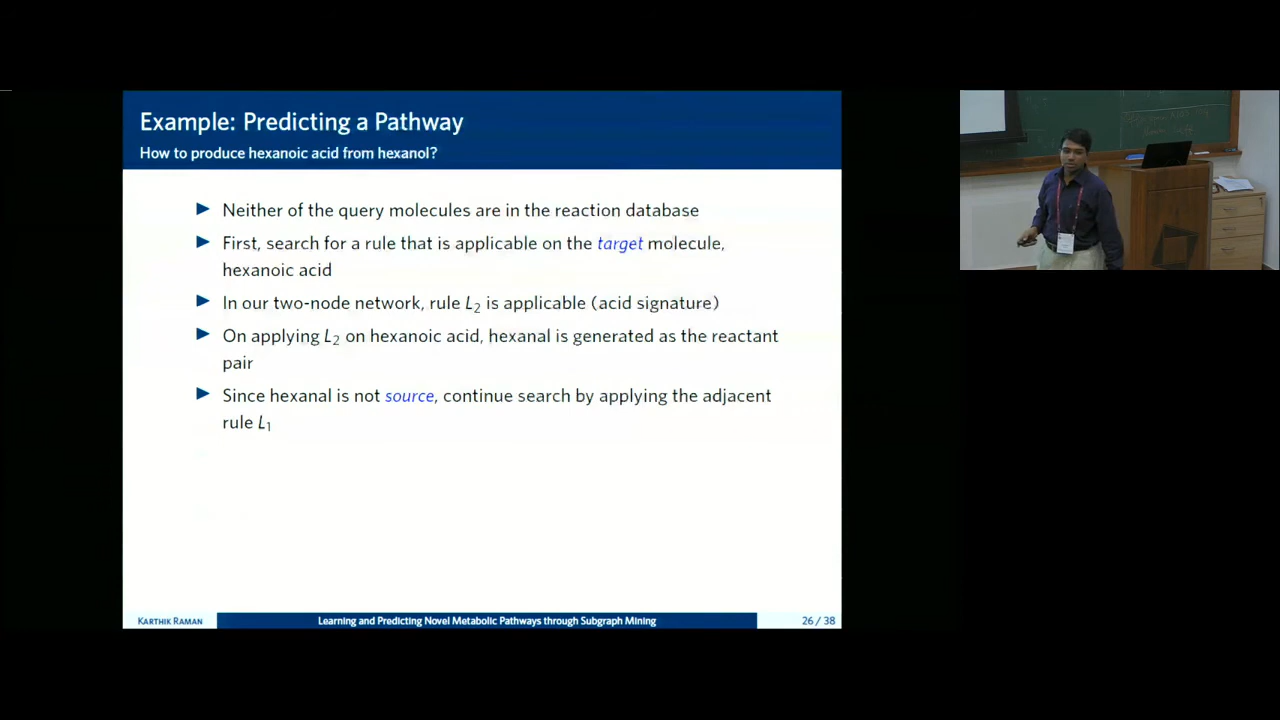 Example: Predicting a Pathway
How to produce hexanoic acid from hexanol?
▶ Neither of the query molecules are in the reaction database
▶ First, search for a rule that is applicable on the target molecule,
hexanoic acid
▶ In our two-node network, rule L2 is applicable (acid signature)
▶ On applying L2 on hexanoic acid, hexanal is generated as the reactant
pair
▶ Since hexanal is not source, continue search by applying the adjacent
rule L1
KARTHIK RAMAN
Learning and Predicting Novel Metabolic Pathways through Subgraph Mining
26 / 38